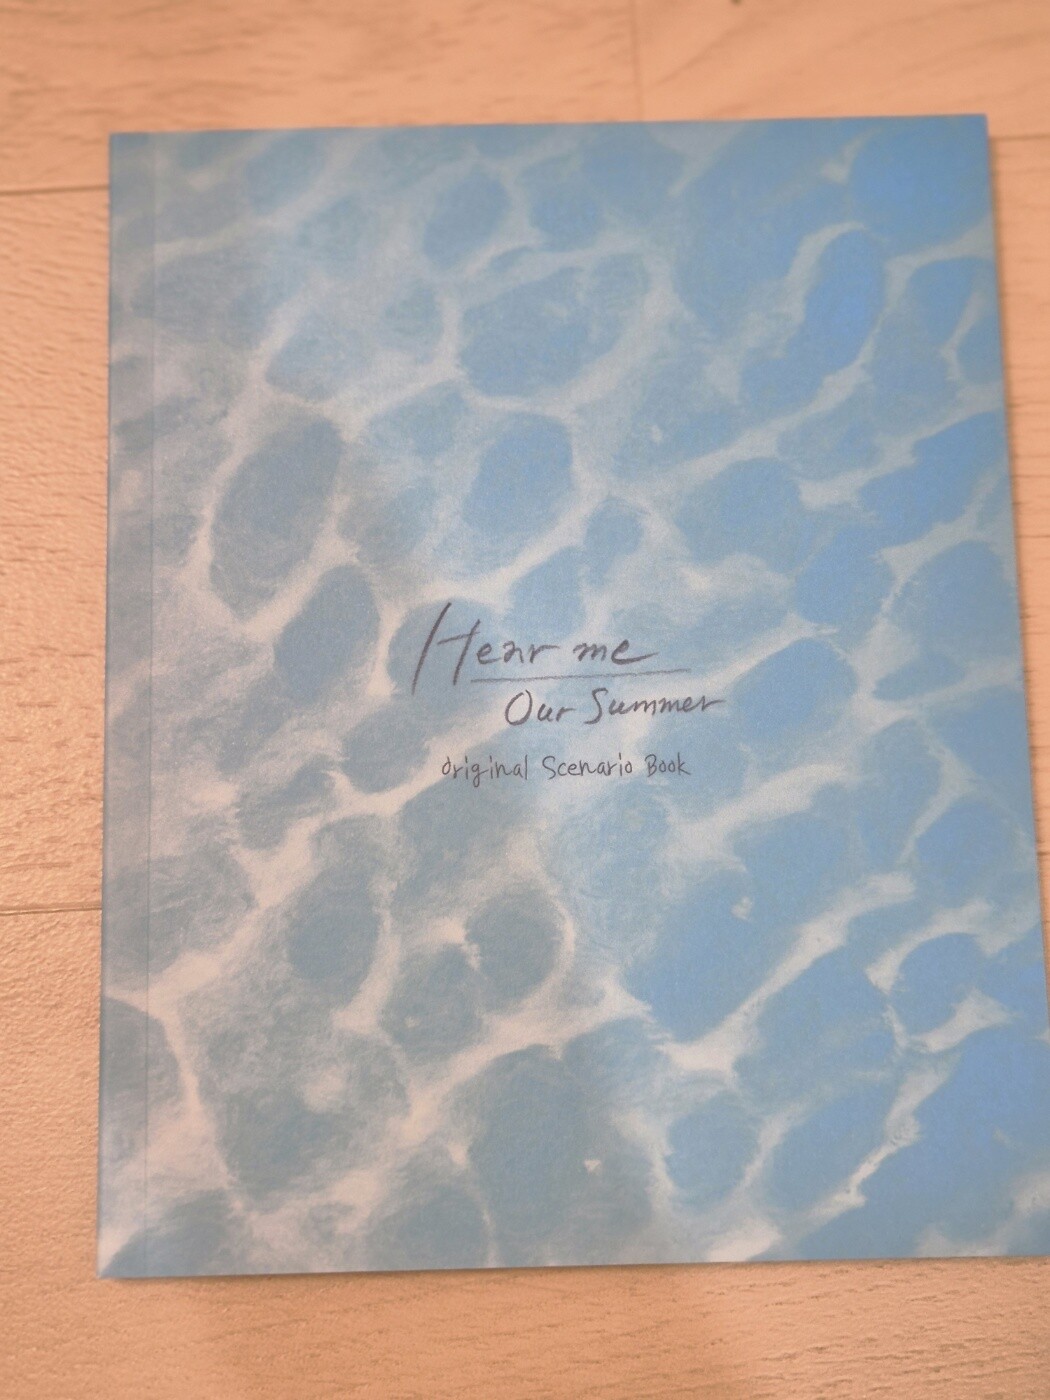 Hear me
Our Summer
Original Scenario Book